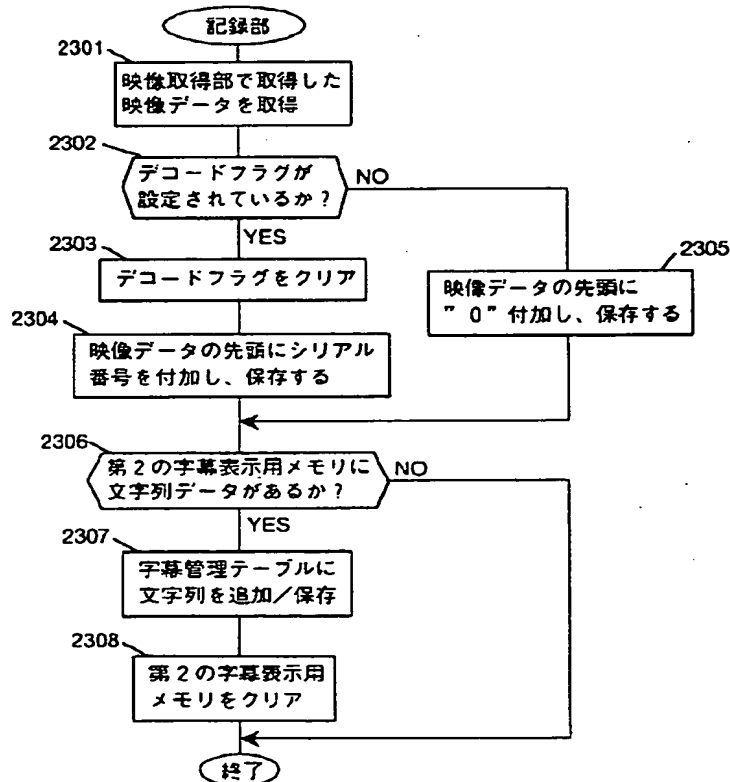 記録部
2301
映像取得部で取得した
映像データを取得
2302
デコードフラグが
設定されているか？
NO
YES
2303
デコードフラグをクリア
2305
映像データの先頭に
”０”付加し、保存する
2304
映像データの先頭にシリアル
番号を付加し、保存する
2306
第２の字幕表示用メモリに
文字列データがあるか？
NO
YES
2307
字幕管理テーブルに
文字列を追加／保存
2308
第２の字幕表示用
メモリをクリア
終了